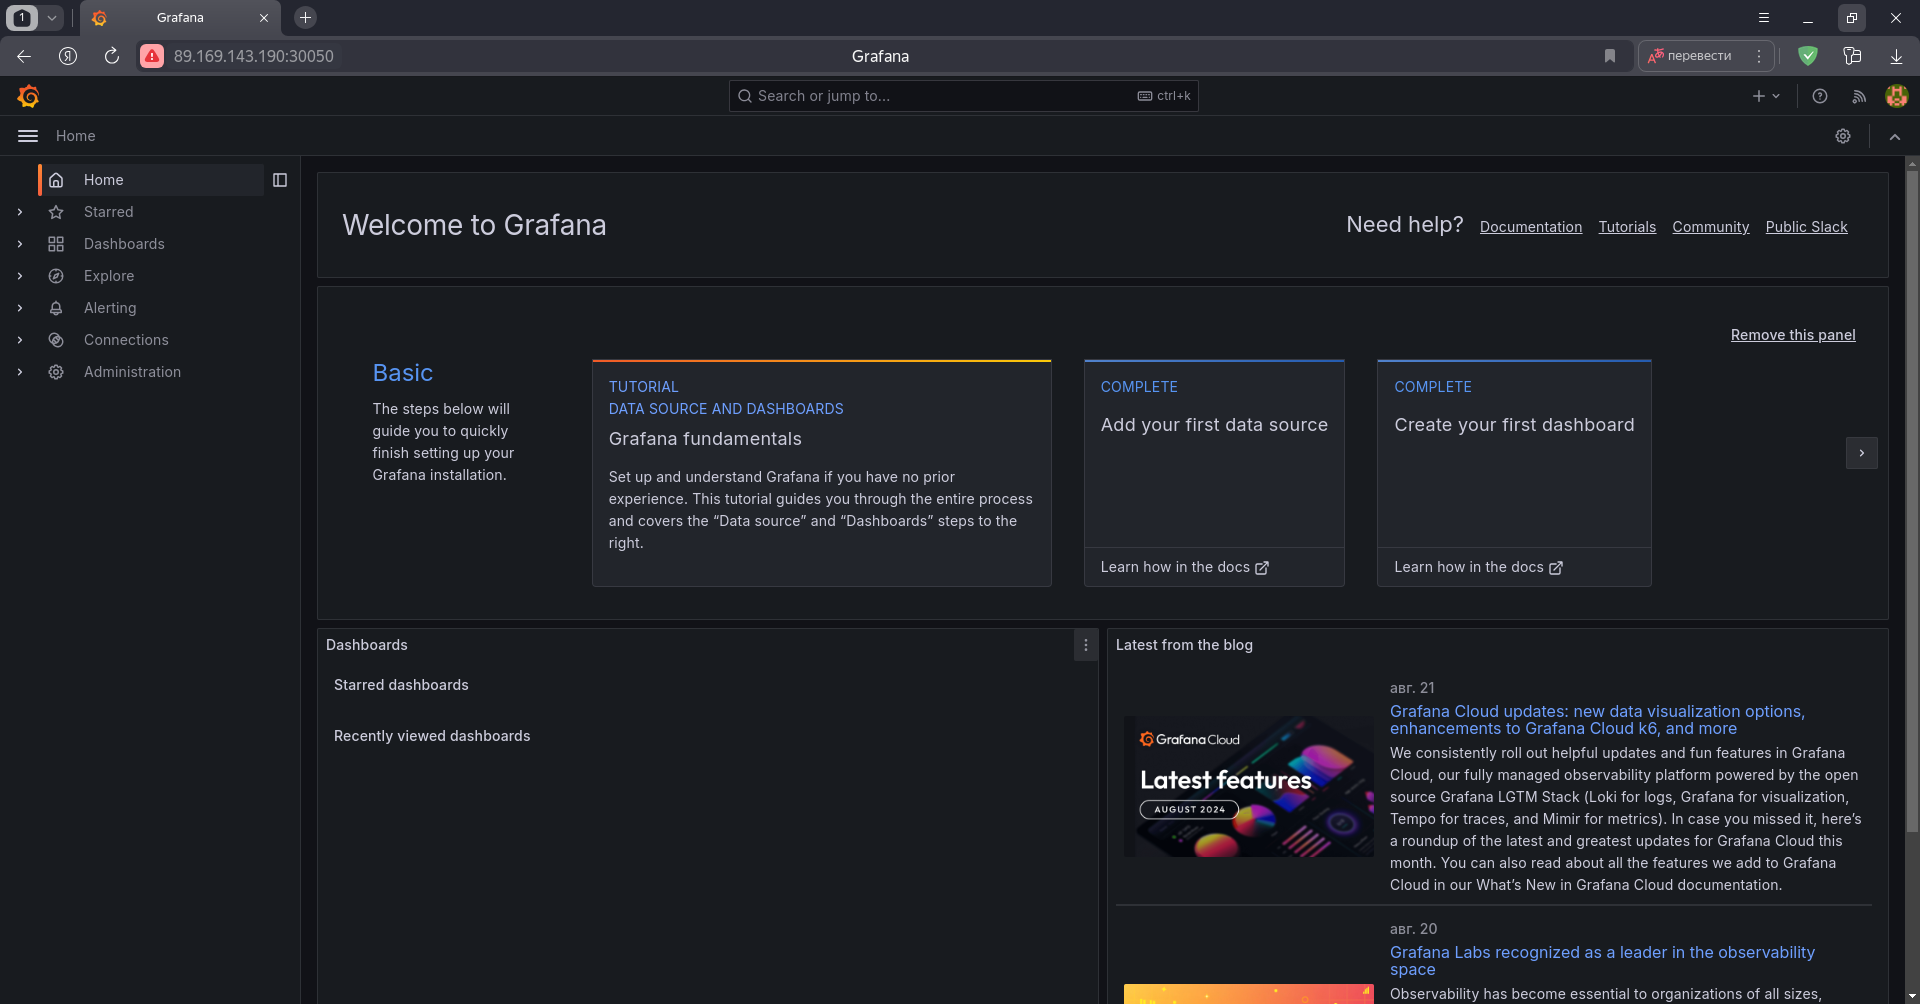 1
Grafana
Я
89.169.143.190:30050
Grafana
перевести
Search or jump to...
ctrl+k
Home
Home
Starred
Dashboards
Explore
Alerting
Connections
Administration
Welcome to Grafana
Need help? Documentation Tutorials Community Public Slack
Remove this panel
Basic
The steps below will
guide you to quickly
finish setting up your
Grafana installation.
TUTORIAL
DATA SOURCE AND DASHBOARDS
Grafana fundamentals
Set up and understand Grafana if you have no prior
experience. This tutorial guides you through the entire process
and covers the “Data source” and “Dashboards” steps to the
right.
COMPLETE
Add your first data source
Learn how in the docs
COMPLETE
Create your first dashboard
Learn how in the docs
Dashboards
Starred dashboards
Recently viewed dashboards
Latest from the blog
Grafana Cloud
Latest features
AUGUST 2024
авг. 21
Grafana Cloud updates: new data visualization options,
enhancements to Grafana Cloud k6, and more
We consistently roll out helpful updates and fun features in Grafana
Cloud, our fully managed observability platform powered by the open
source Grafana LGTM Stack (Loki for logs, Grafana for visualization,
Tempo for traces, and Mimir for metrics). In case you missed it, here’s
a roundup of the latest and greatest updates for Grafana Cloud this
month. You can also read about all the features we add to Grafana
Cloud in our What’s New in Grafana Cloud documentation.
авг. 20
Grafana Labs recognized as a leader in the observability
space
Observability has become essential to organizations of all sizes,